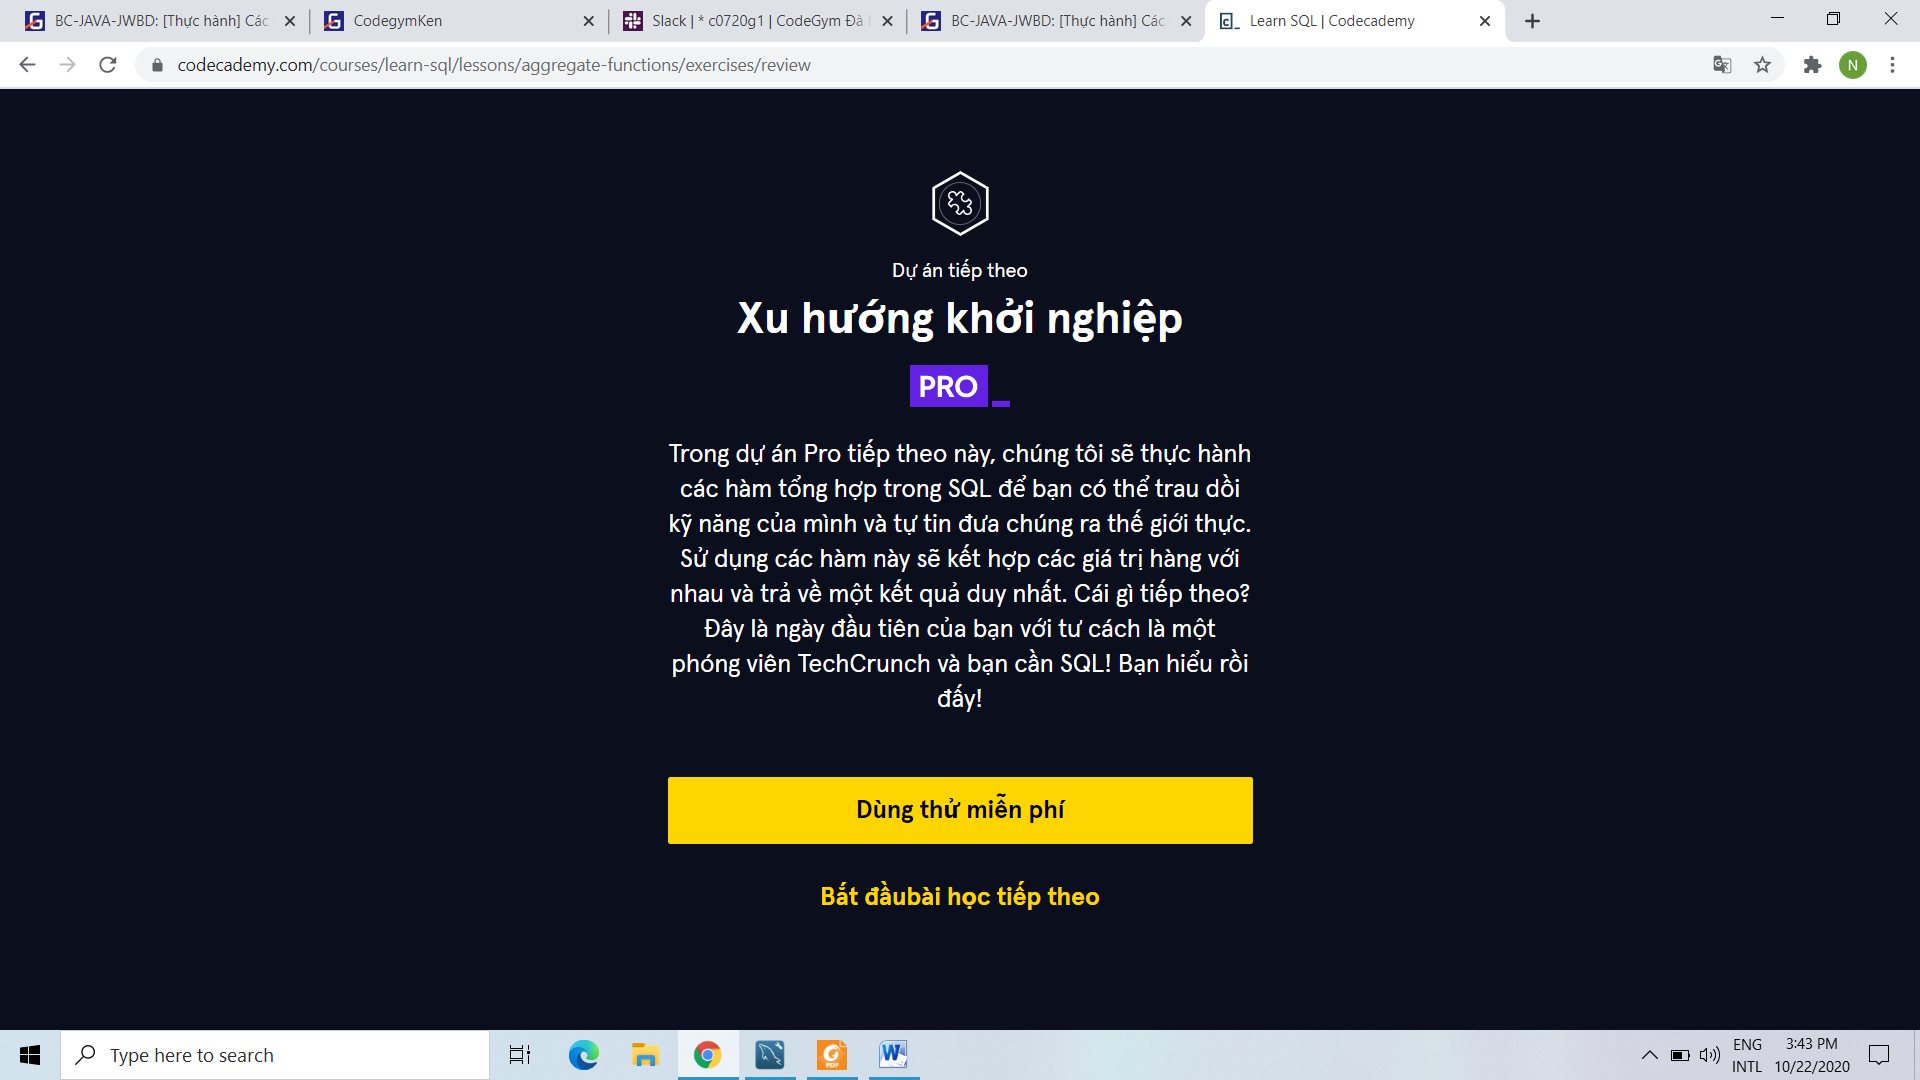 BC-JAVA-JWBD: [Thực hành] Các
CodegymKen
Slack | * c0720g1 | CodeGym Đà
BC-JAVA-JWBD: [Thực hành] Các
Learn SQL | Codecademy
codecademy.com/courses/learn-sql/lessons/aggregate-functions/exercises/review
N
Dự án tiếp theo
Xu hướng khởi nghiệp
PRO
Trong dự án Pro tiếp theo này, chúng tôi sẽ thực hành
các hàm tổng hợp trong SQL để bạn có thể trau dồi
kỹ năng của mình và tự tin đưa chúng ra thế giới thực.
Sử dụng các hàm này sẽ kết hợp các giá trị hàng với
nhau và trả về một kết quả duy nhất. Cái gì tiếp theo?
Đây là ngày đầu tiên của bạn với tư cách là một
phóng viên TechCrunch và bạn cần SQL! Bạn hiểu rồi
đấy!
Dùng thử miễn phí
Bắt đầubài học tiếp theo
Type here to search
ENG
INTL
3:43 PM
10/22/2020